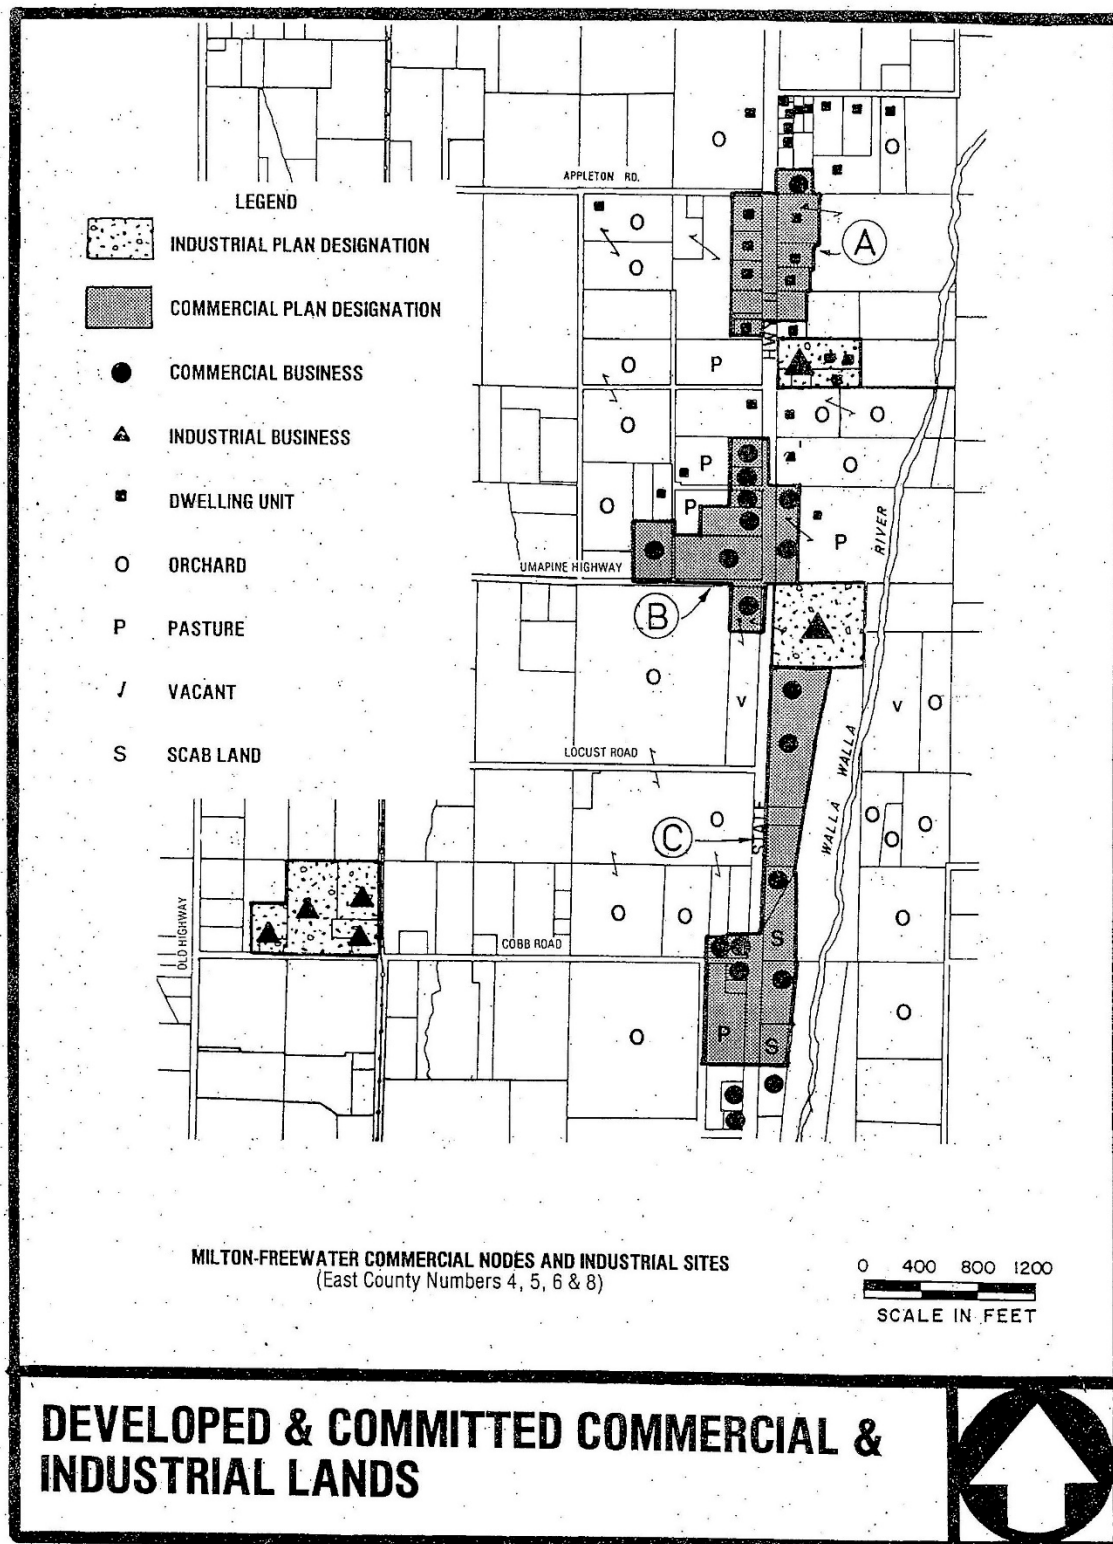 APPLETON RD.
LEGEND
INDUSTRIAL PLAN DESIGNATION
COMMERCIAL PLAN DESIGNATION
COMMERCIAL BUSINESS
INDUSTRIAL BUSINESS
DWELLING UNIT
O ORCHARD
P PASTURE
√ VACANT
S SCAB LAND
A
HWY
O
O
O
O
O
P
O
O
O
O
P
O
O
P
P
UMAPINE HIGHWAY
B
RIVER
O
V
V
O
LOCUST ROAD
WALLA WALLA
STATE
C
O
O
O
O
OLD HIGHWAY
O
O
S
O
COBB ROAD
O
P
S
O
MILTON-FREEWATER COMMERCIAL NODES AND INDUSTRIAL SITES
(East County Numbers 4, 5, 6 & 8)
0 400 800 1200
SCALE IN FEET
DEVELOPED & COMMITTED COMMERCIAL &
INDUSTRIAL LANDS